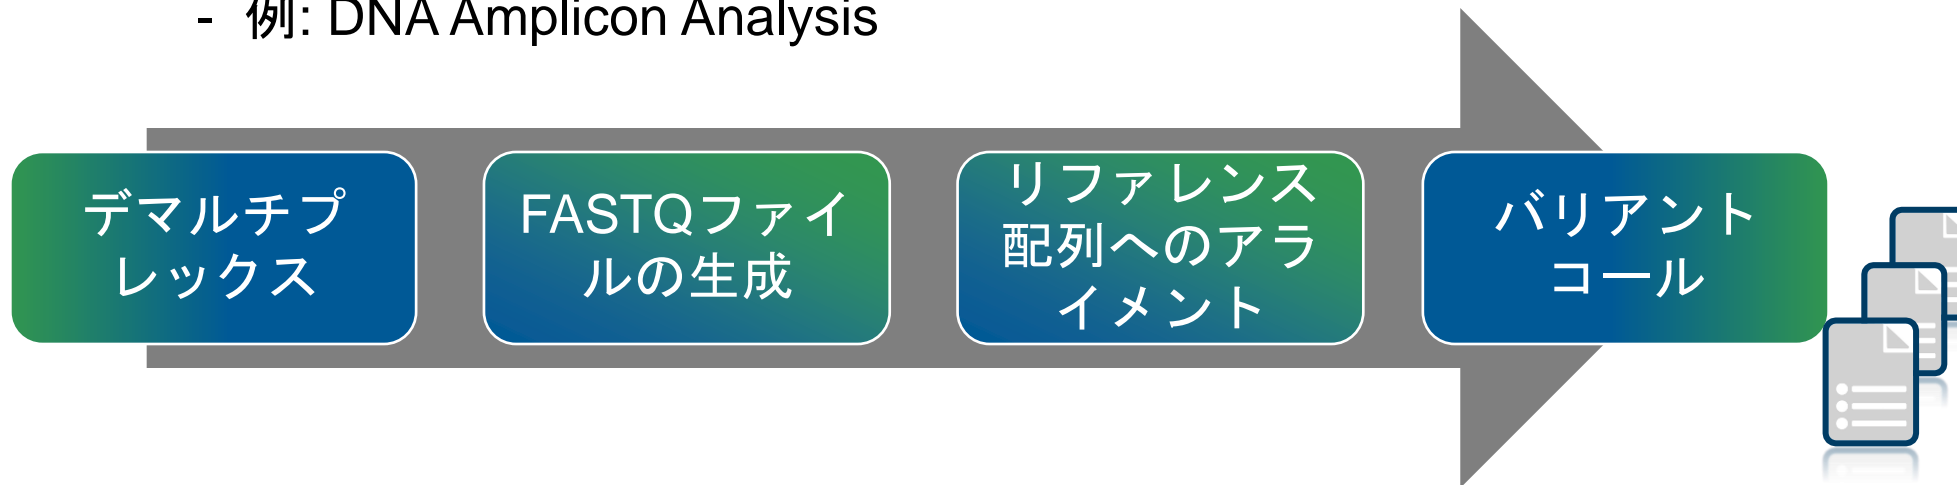 - 例: DNA Amplicon Analysis
デマルチプ
レックス
FASTQファイ
ルの生成
リファレンス
配列へのアラ
イメント
バリアント
コール